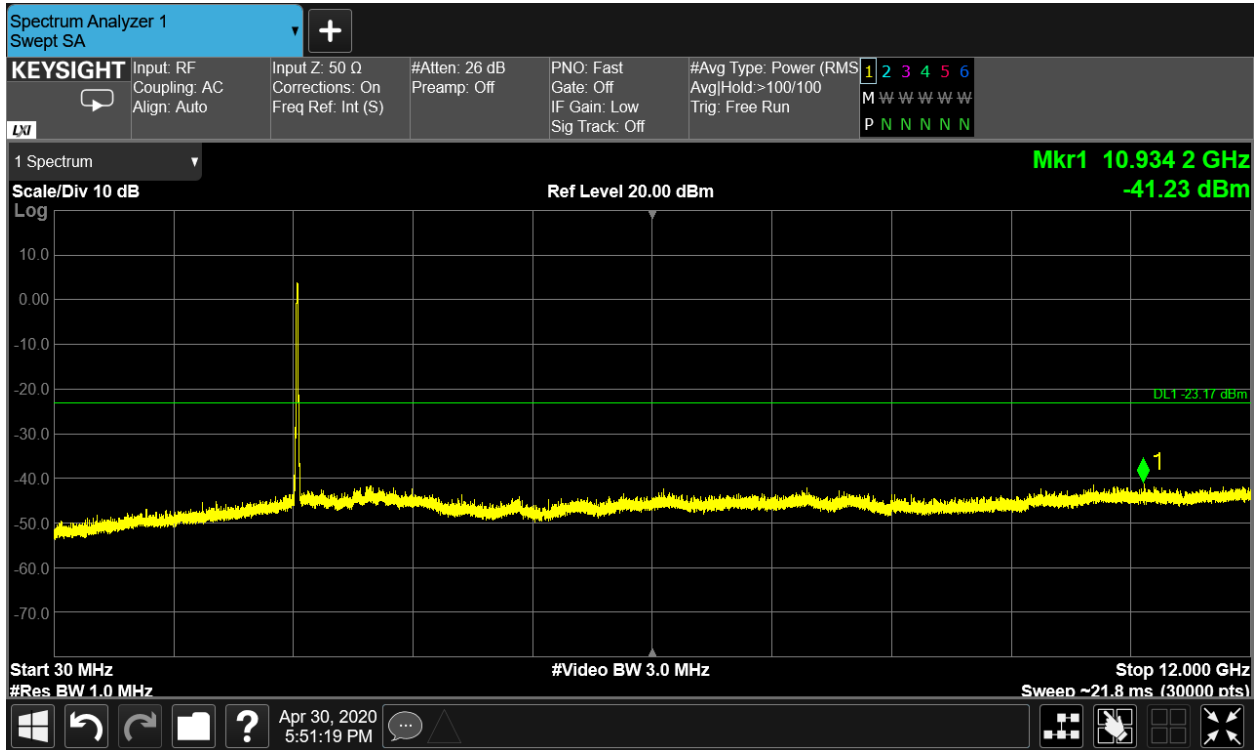 Spectrum Analyzer 1
Swept SA
KEYSIGHT
LXI
Input: RF
Coupling: AC
Align: Auto
Input Z: 50 Ω
Corrections: On
Freq Ref: Int (S)
#Atten: 26 dB
Preamp: Off
PNO: Fast
Gate: Off
IF Gain: Low
Sig Track: Off
#Avg Type: Power (RMS
Avg|Hold:>100/100
Trig: Free Run
1 2 3 4 5 6
M W W W W W
P N N N N N
1 Spectrum
Mkr1 10.934 2 GHz
-41.23 dBm
Scale/Div 10 dB
Ref Level 20.00 dBm
Log
10.0
0.00
-10.0
-20.0
DL1 -23.17 dBm
-30.0
1
-40.0
-50.0
-60.0
-70.0
Start 30 MHz
#Video BW 3.0 MHz
Stop 12.000 GHz
#Res BW 1.0 MHz
Sweep ~21.8 ms (30000 pts)
?
Apr 30, 2020
5:51:19 PM